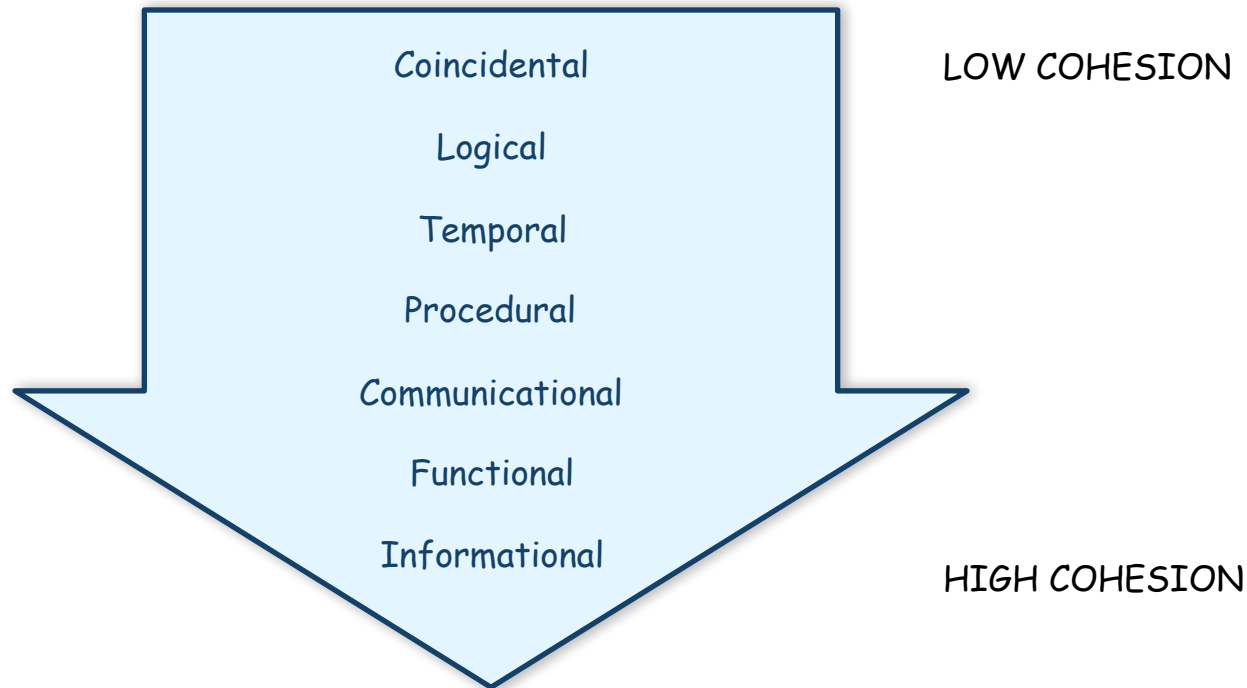 Coincidental
LOW COHESION
Logical
Temporal
Procedural
Communicational
Functional
Informational
HIGH COHESION